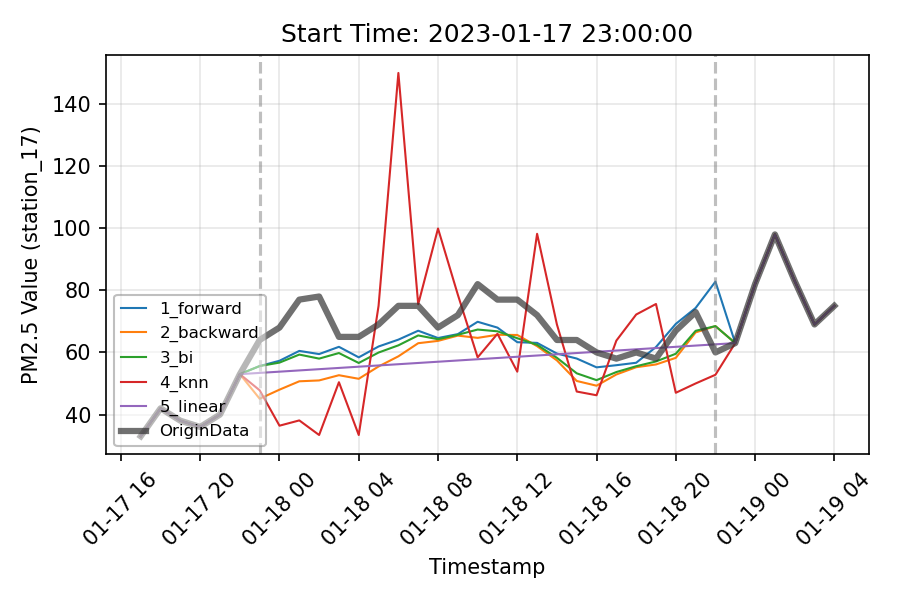 Start Time: 2023-01-17 23:00:00
PM2.5 Value (station_17)
140
120
100
80
60
40
1_forward
2_backward
3_bi
4_knn
5_linear
OriginData
01-17 16
01-17 20
01-18 00
01-18 04
01-18 08
01-18 12
01-18 16
01-18 20
01-19 00
01-19 04
Timestamp